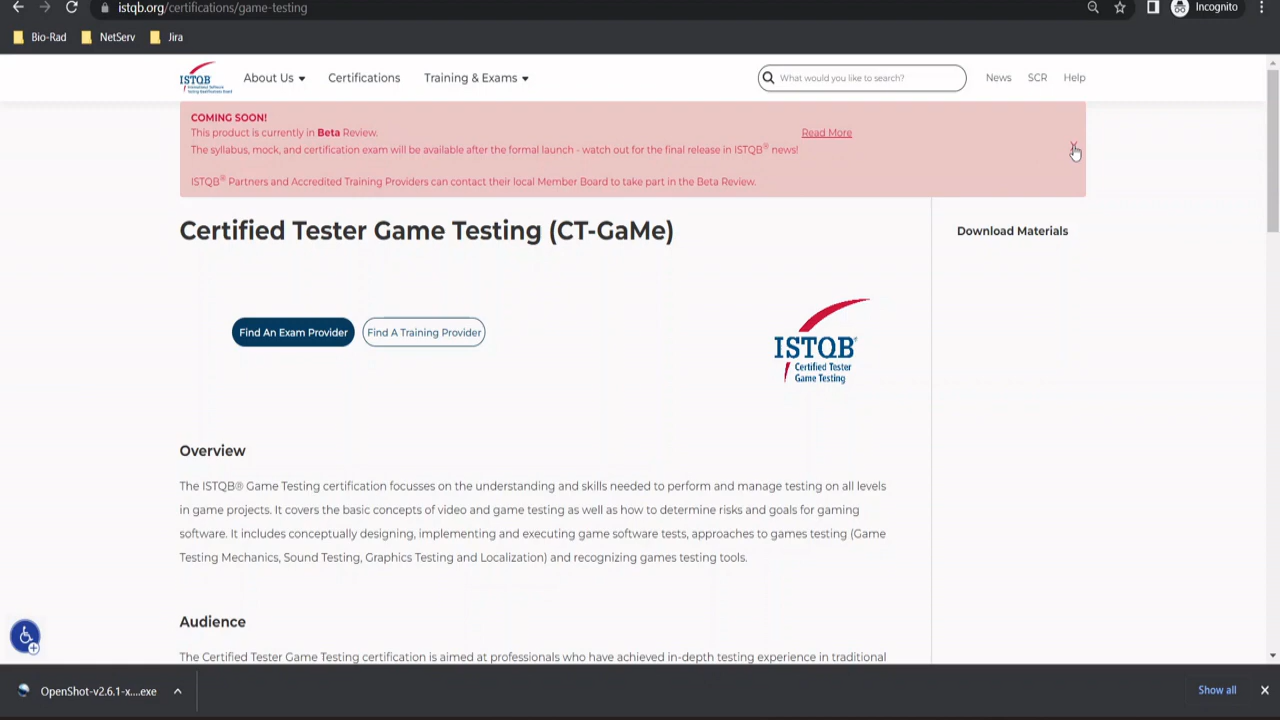 istqb.org/certifications/game-testing
Incognito
Bio-Rad NetServ Jira
ISTQB
About Us Certifications Training & Exams What would you like to search? News SCR Help
COMING SOON!
This product is currently in Beta Review. Read More
The syllabus, mock, and certification exam will be available after the formal launch - watch out for the final release in ISTQB® news!
ISTQB® Partners and Accredited Training Providers can contact their local Member Board to take part in the Beta Review.
Certified Tester Game Testing (CT-GaMe)
Download Materials
Find An Exam Provider Find A Training Provider
ISTQB®
Certified Tester
Game Testing
Overview
The ISTQB® Game Testing certification focusses on the understanding and skills needed to perform and manage testing on all levels
in game projects. It covers the basic concepts of video and game testing as well as how to determine risks and goals for gaming
software. It includes conceptually designing, implementing and executing game software tests, approaches to games testing (Game
Testing Mechanics, Sound Testing, Graphics Testing and Localization) and recognizing games testing tools.
Audience
The Certified Tester Game Testing certification is aimed at professionals who have achieved in-depth testing experience in traditional
OpenShot-v2.6.1-x....exe
Show all